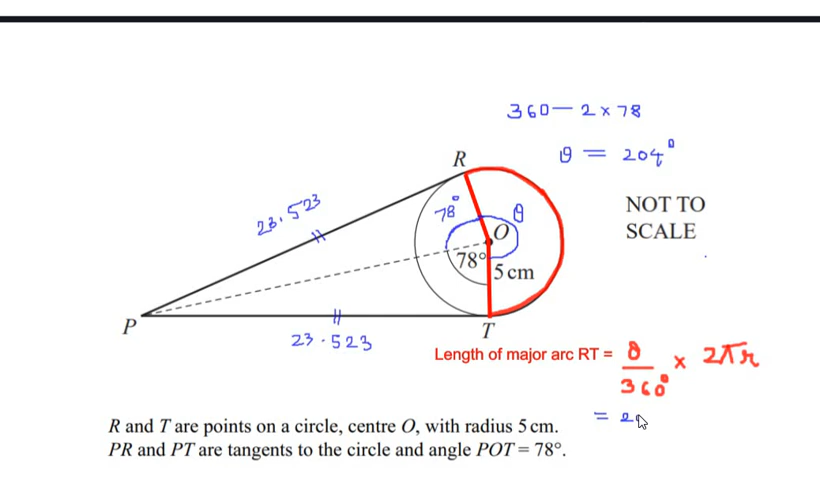 360 — 2 × 78
R
θ = 204°
23.523
78°
θ
NOT TO
SCALE
O
78°
5 cm
P
T
23.523
Length of major arc RT = θ/360° × 2πr
R and T are points on a circle, centre O, with radius 5 cm.
PR and PT are tangents to the circle and angle POT = 78°.